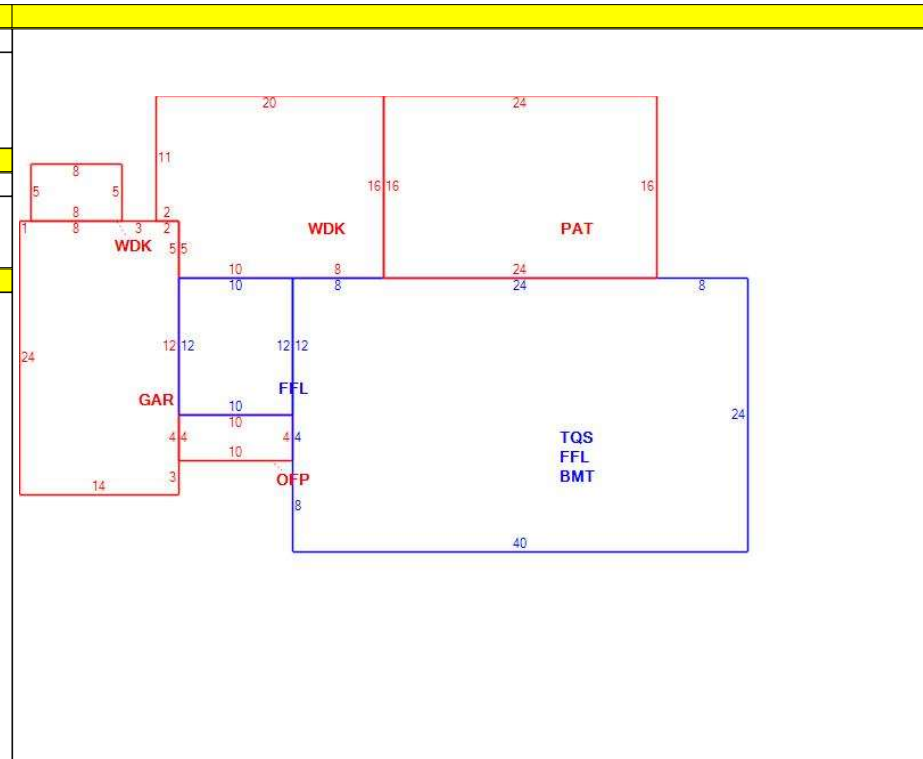 20 24
11
8
5 5 16 16 16
8 2
1 8 3 2
WDK WDK PAT
5 5
10 8 24
10 8 24 8
12 12 12 12
24
GAR FFL
10
10
4 4 4 4 24
10
TQS
FFL
BMT
3 OFP
14
8
40